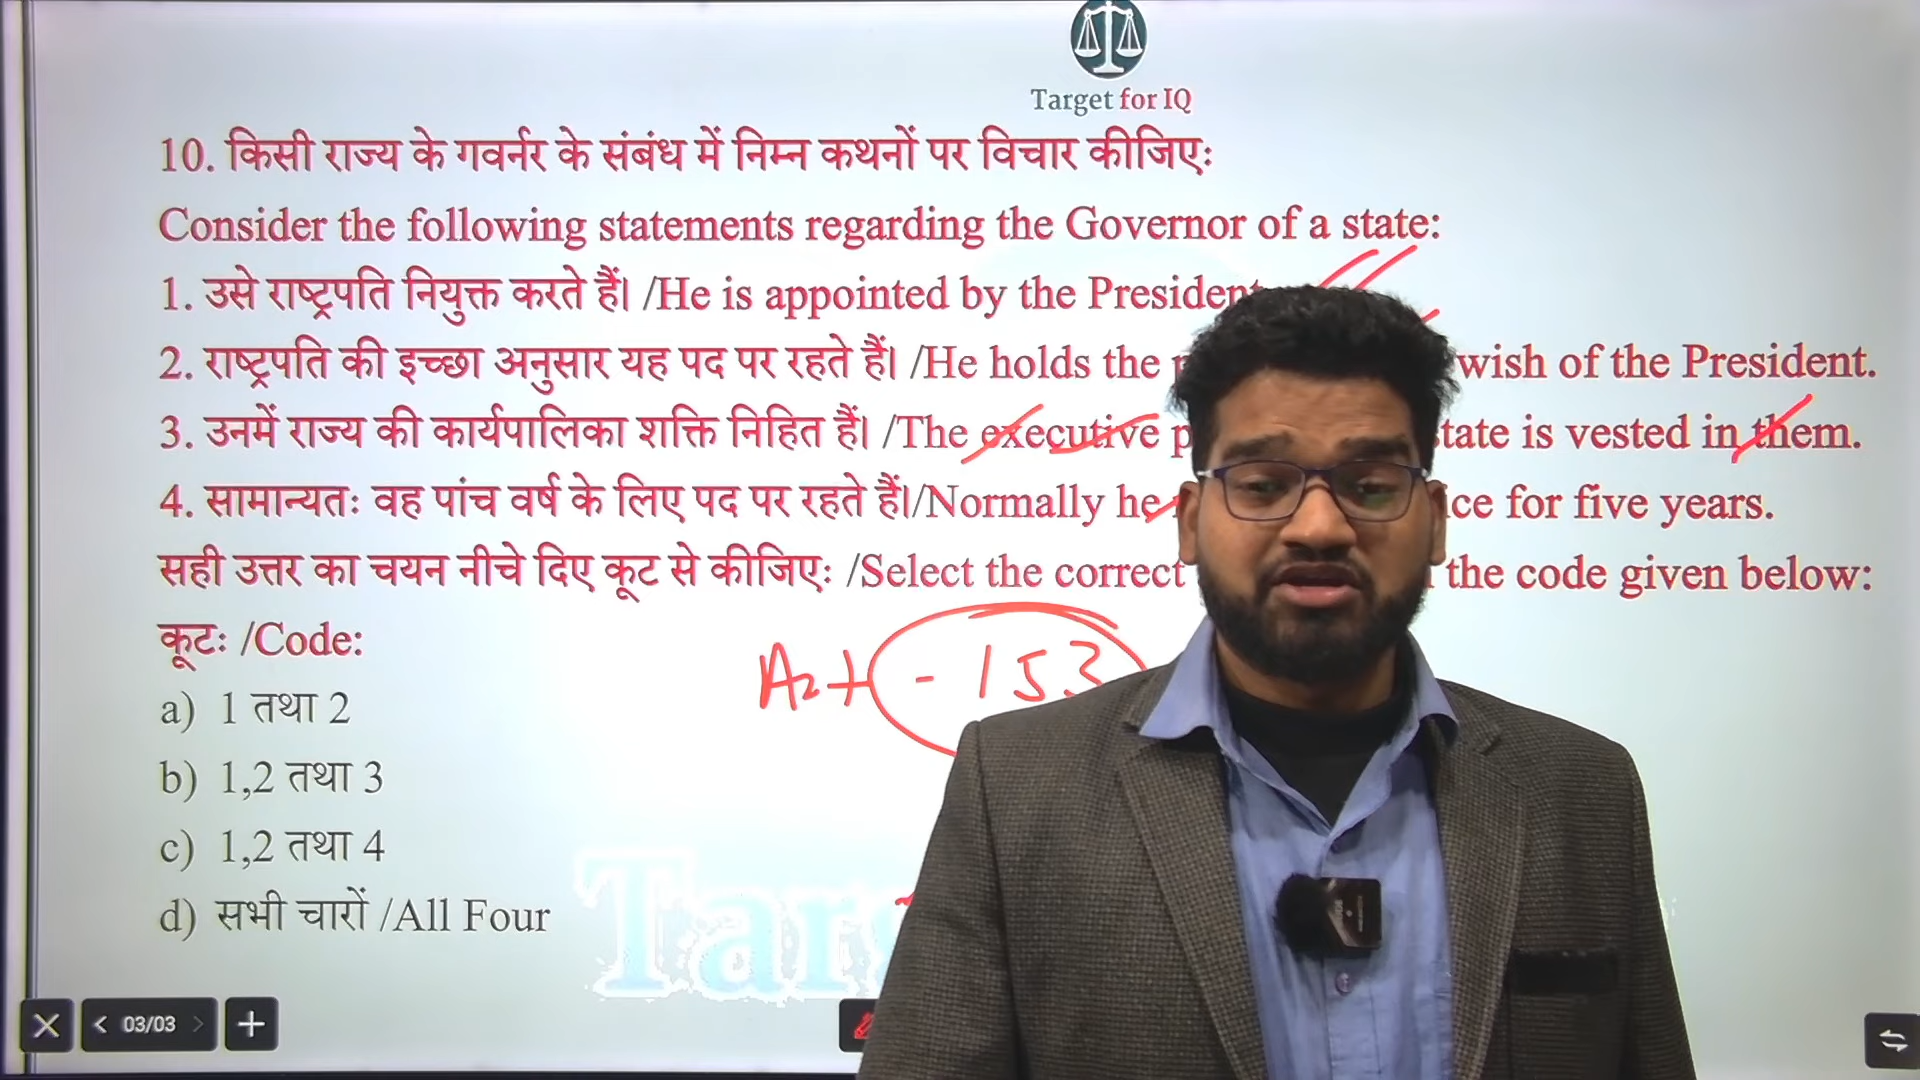 Target for IQ
10. किसी राज्य के गवर्नर के संबंध में निम्न कथनों पर विचार कीजिए:
Consider the following statements regarding the Governor of a state:
1. उसे राष्ट्रपति नियुक्त करते हैं। /He is appointed by the President
2. राष्ट्रपति की इच्छा अनुसार यह पद पर रहते हैं। /He holds the wish of the President.
3. उनमें राज्य की कार्यपालिका शक्ति निहित हैं। /The executive is vested in them.
4. सामान्यतः वह पांच वर्ष के लिए पद पर रहते हैं।/Normally he for five years.
सही उत्तर का चयन नीचे दिए कूट से कीजिए: /Select the correct the code given below:
कूटः /Code:
- 153
a) 1 तथा 2
b) 1,2 तथा 3
c) 1,2 तथा 4
d) सभी चारों /All Four
03/03